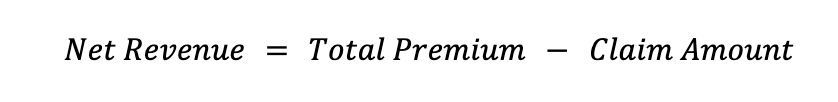 Net Revenue = Total Premium − Claim Amount